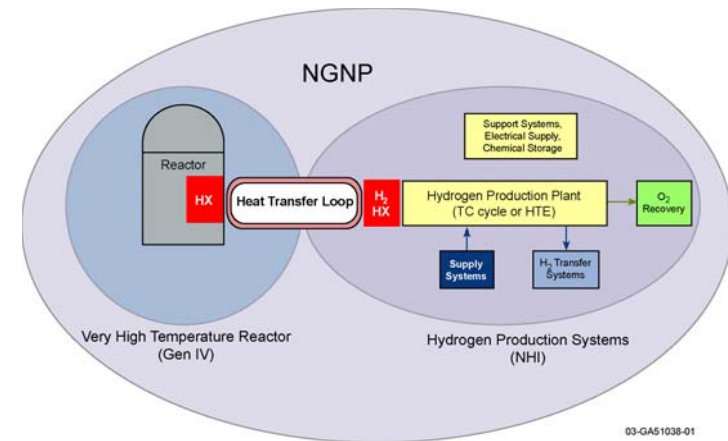 NGNP
Support Systems,
Electrical Supply,
Chemical Storage
Reactor
HX
Heat Transfer Loop
H2
HX
Hydrogen Production Plant
(TC cycle or HTE)
O2
Recovery
Supply
Systems
H2 Transfer
Systems
Very High Temperature Reactor
(Gen IV)
Hydrogen Production Systems
(NHI)
03-GA51038-01